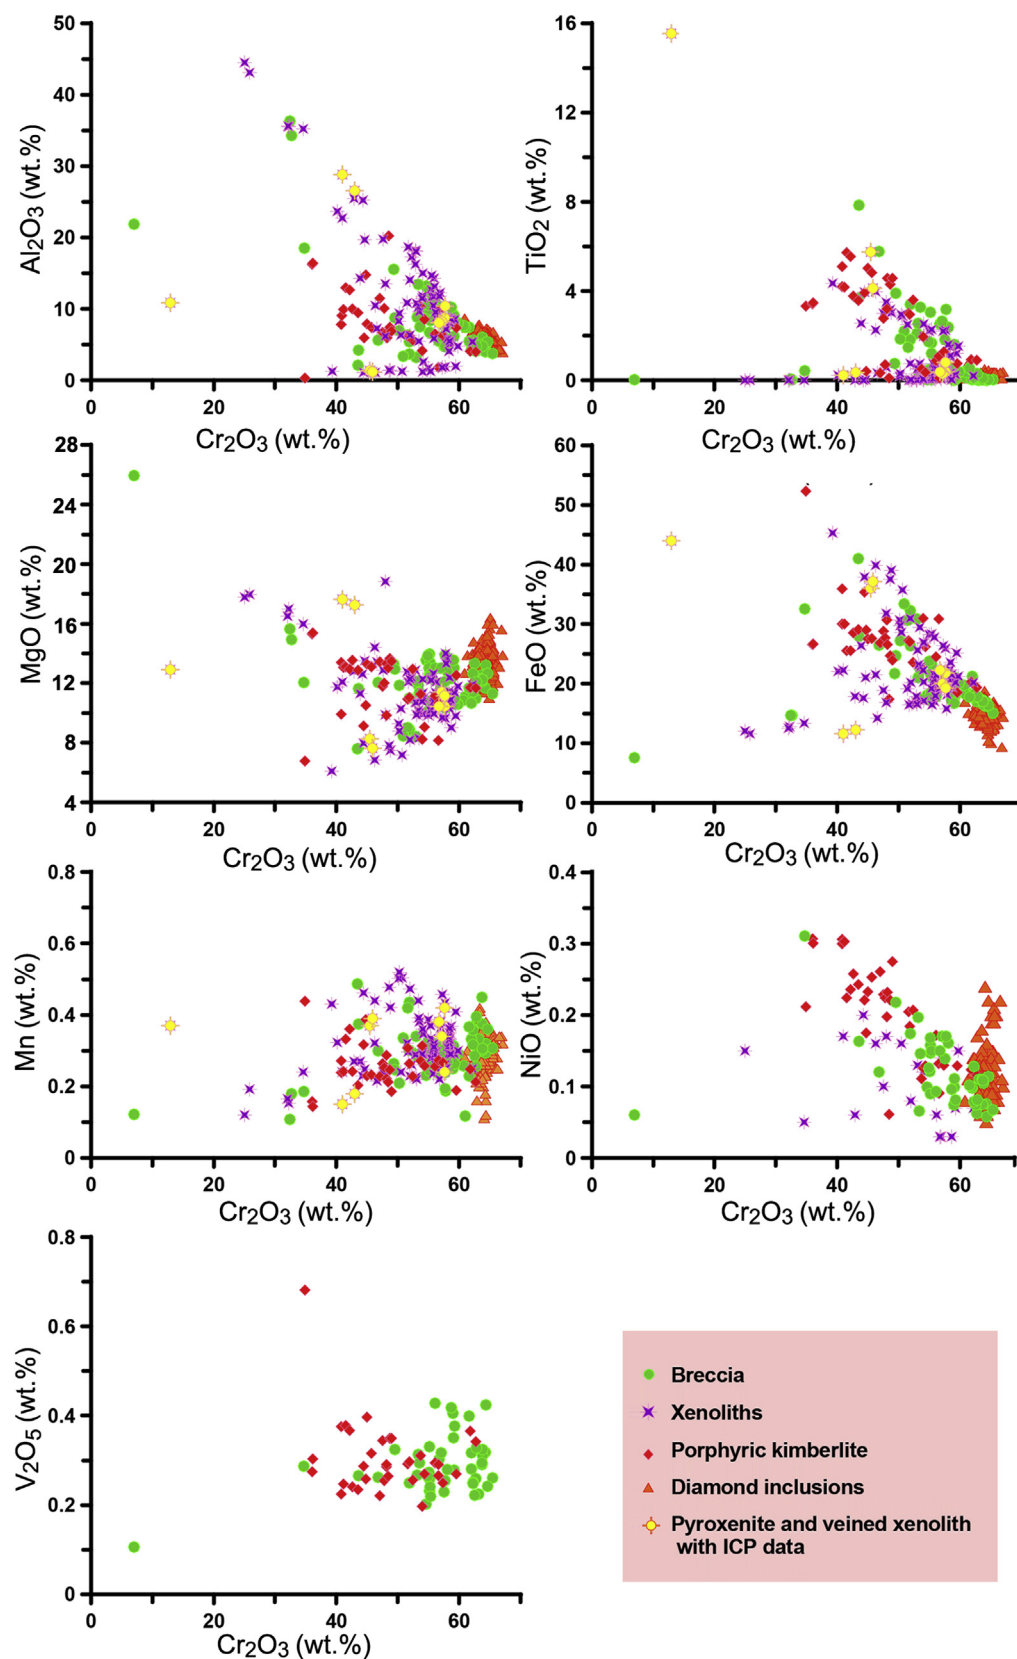 50
40
30
20
10
0
Al2O3 (wt.%)
0 20 40 60
Cr2O3 (wt.%)
16
12
8
4
0
TiO2 (wt.%)
0 20 40 60
Cr2O3 (wt.%)
28
24
20
16
12
8
4
MgO (wt.%)
0 20 40 60
Cr2O3 (wt.%)
60
50
40
30
20
10
0
FeO (wt.%)
0 20 40 60
Cr2O3 (wt.%)
0.8
0.6
0.4
0.2
0
Mn (wt.%)
0 20 40 60
Cr2O3 (wt.%)
0.4
0.3
0.2
0.1
0
NiO (wt.%)
0 20 40 60
Cr2O3 (wt.%)
0.8
0.6
0.4
0.2
0
V2O5 (wt.%)
0 20 40 60
Cr2O3 (wt.%)
Breccia
Xenoliths
Porphyric kimberlite
Diamond inclusions
Pyroxenite and veined xenolith
with ICP data